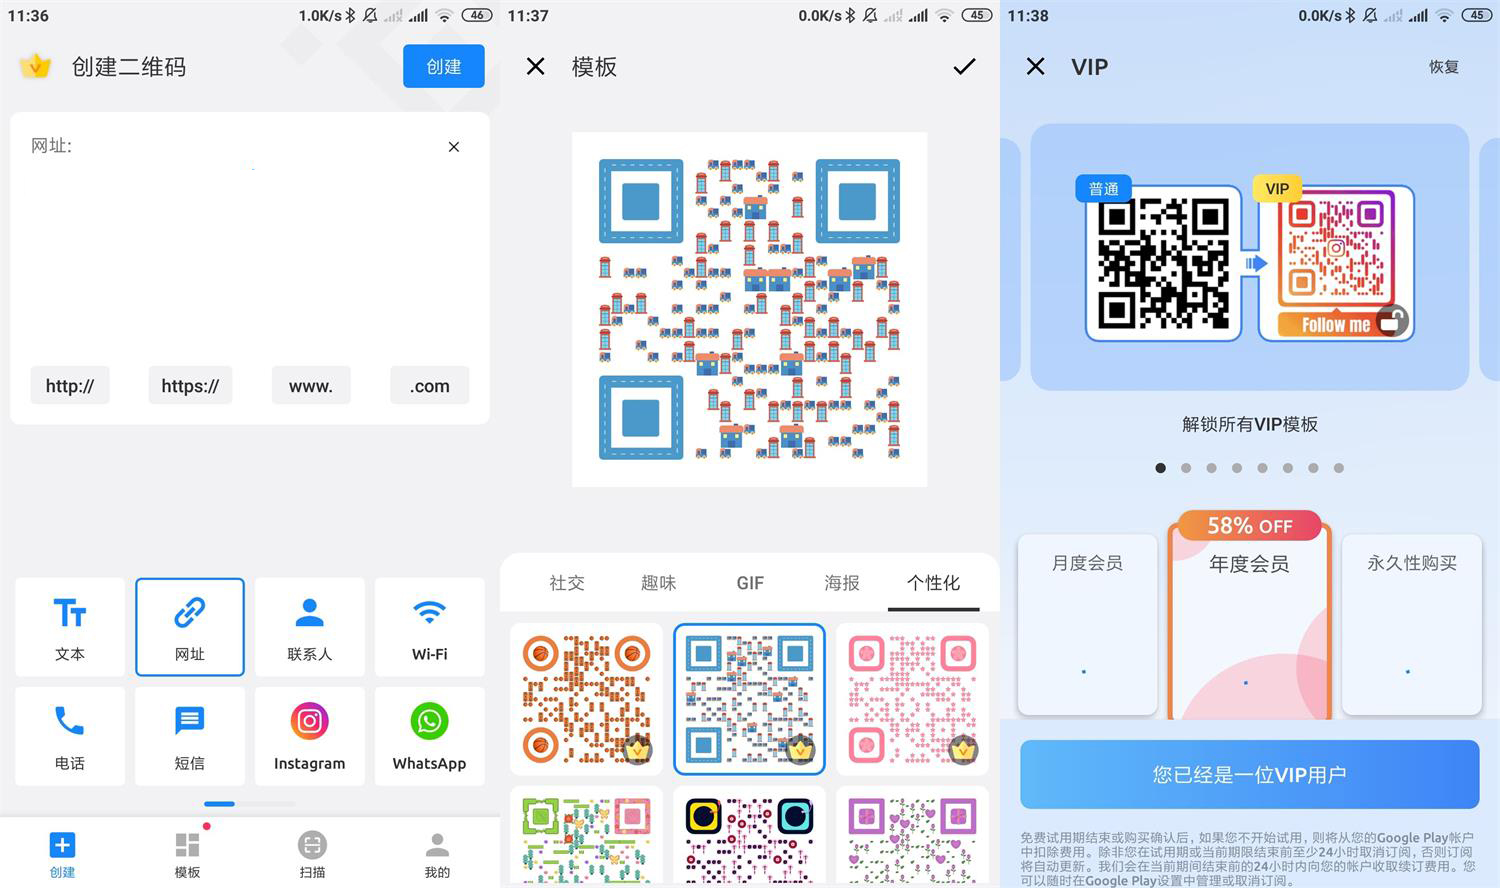 11:36
1.0K/s
46
创建二维码
创建
网址:
http://
https://
www.
.com
文本
网址
联系人
Wi-Fi
电话
短信
Instagram
WhatsApp
创建
模板
扫描
我的
11:37
0.0K/s
45
模板
社交
趣味
GIF
海报
个性化
11:38
0.0K/s
45
VIP
恢复
普通
VIP
Follow me
解锁所有VIP模板
58% OFF
月度会员
年度会员
永久性购买
您已经是一位VIP用户
免费试用期结束或购买确认后，如果您不开始试用，则将从您的Google Play帐户
中扣除费用。除非您在试用期或当前期限结束前至少24小时取消订阅，否则订阅
将自动更新。我们会在当前期间结束前的24小时内向您的帐户收取续订费用。您
可以随时在Google Play设置中管理或取消订阅。